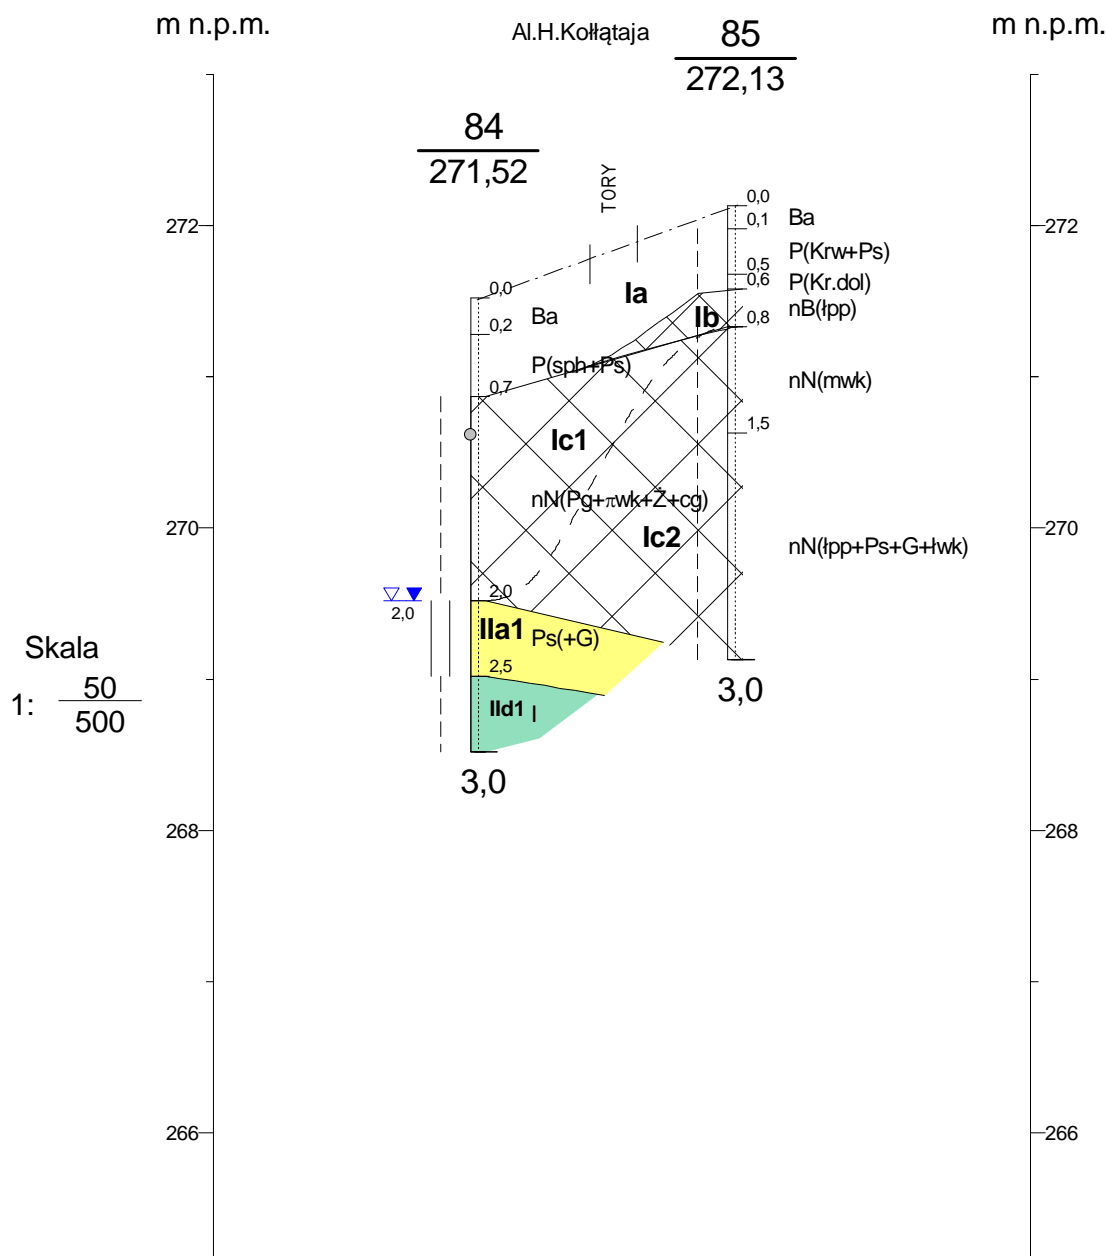 m n.p.m.
Al.H.Kołłątaja
85
272,13
m n.p.m.
84
271,52
TORY
272
0,0
0,1
Ba
272
P(Krw+Ps)
0,5
0,6
P(Kr.dol)
0,0
Ia
Ib
nB(łpp)
0,2
Ba
0,8
P(sph+Ps)
0,7
nN(mwk)
Ic1
1,5
nN(Pg+πwk+Ż+cg)
270
Ic2
nN(łpp+Ps+G+łwk)
270
2,0
2,0
IIa1
Ps(+G)
Skala
1:
50
500
2,5
3,0
IId1
I
3,0
268
268
266
266